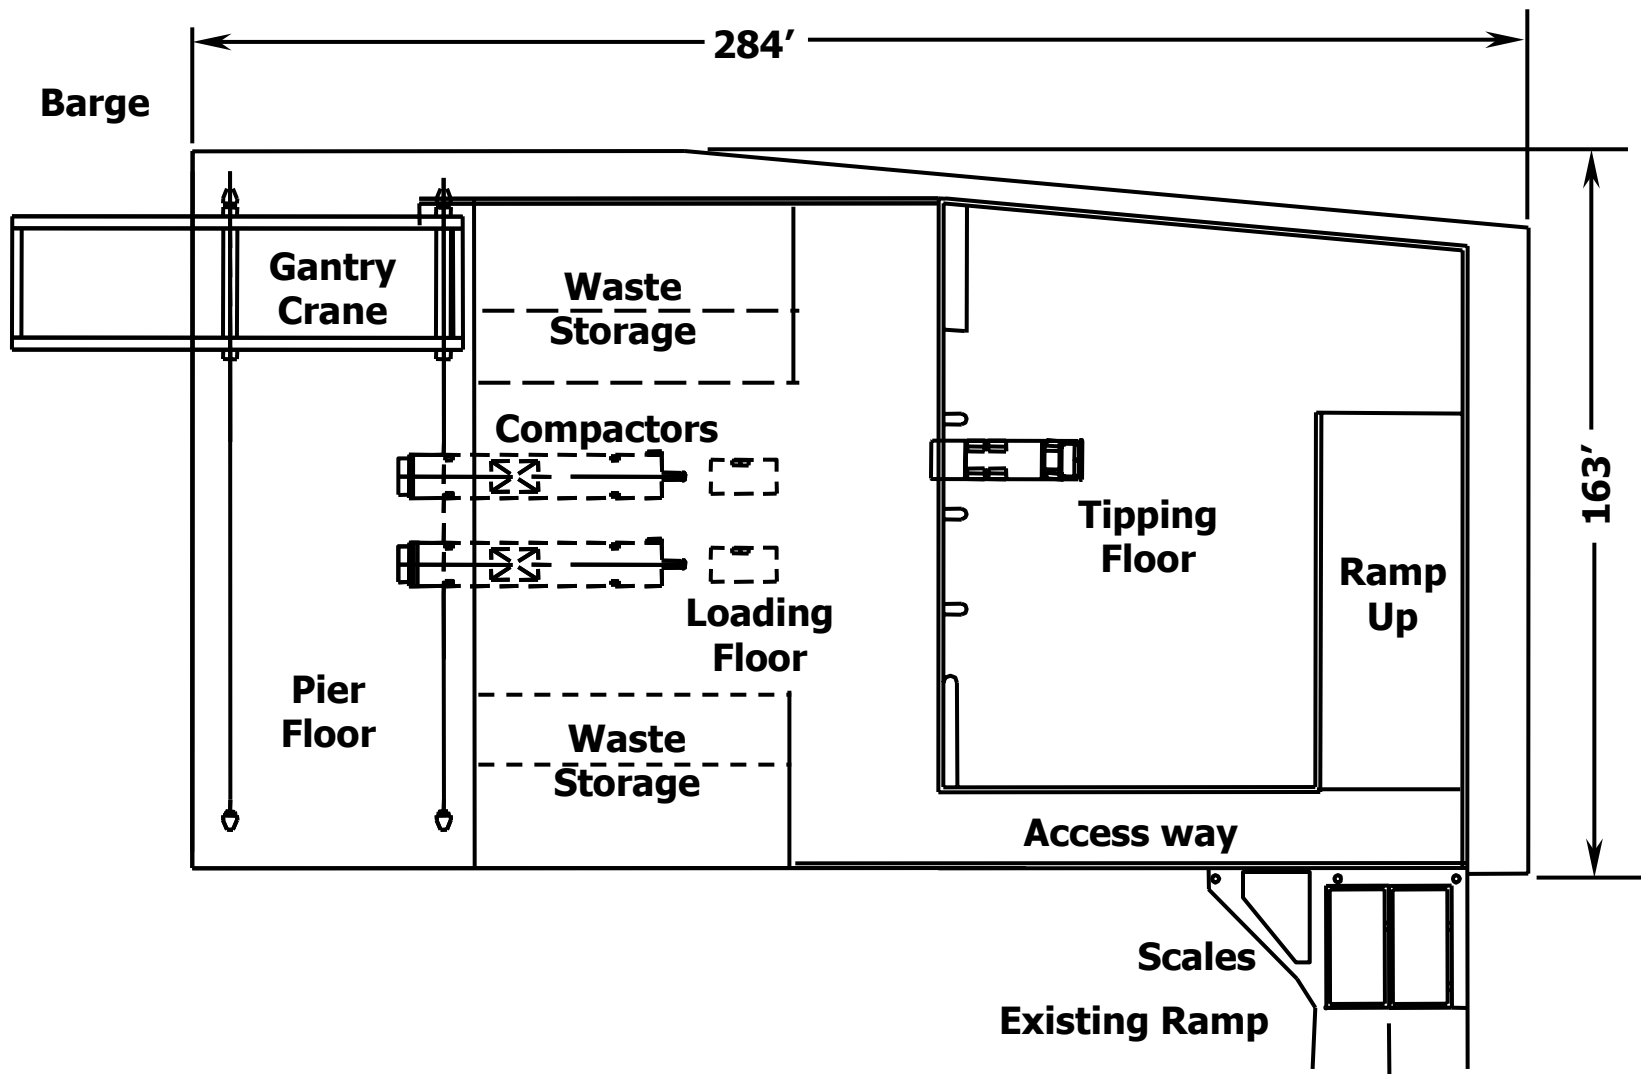 284’
Barge
Gantry
Crane
Waste
Storage
Compactors
163’
Tipping
Floor
Ramp
Up
Loading
Floor
Pier
Floor
Waste
Storage
Access way
Scales
Existing Ramp